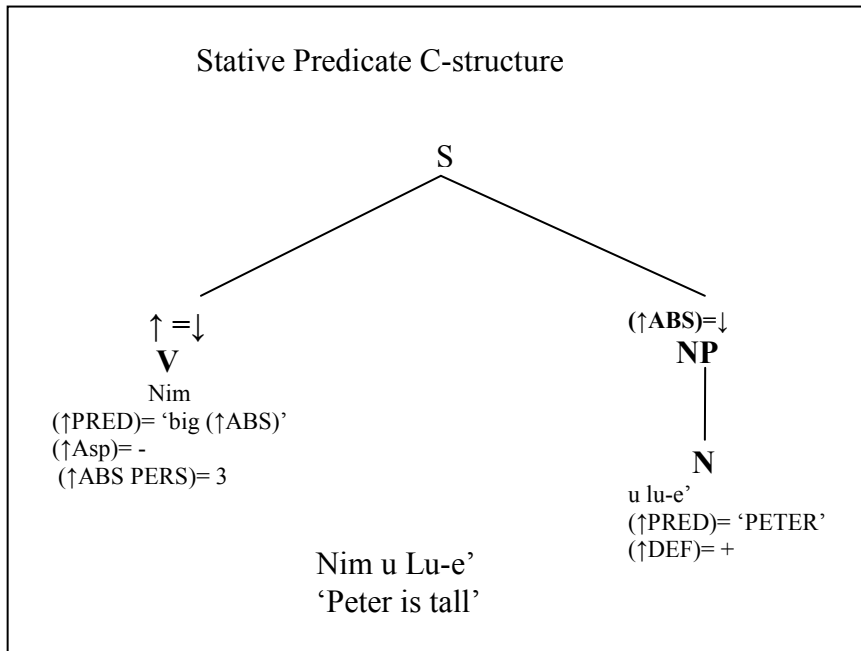 Stative Predicate C-structure
S
↑ =↓
V
Nim
(↑PRED)= ‘big (↑ABS)’
(↑Asp)= -
(↑ABS PERS)= 3
(↑ABS)=↓
NP
N
u lu-e’
(↑PRED)= ‘PETER’
(↑DEF)= +
Nim u Lu-e’
‘Peter is tall’